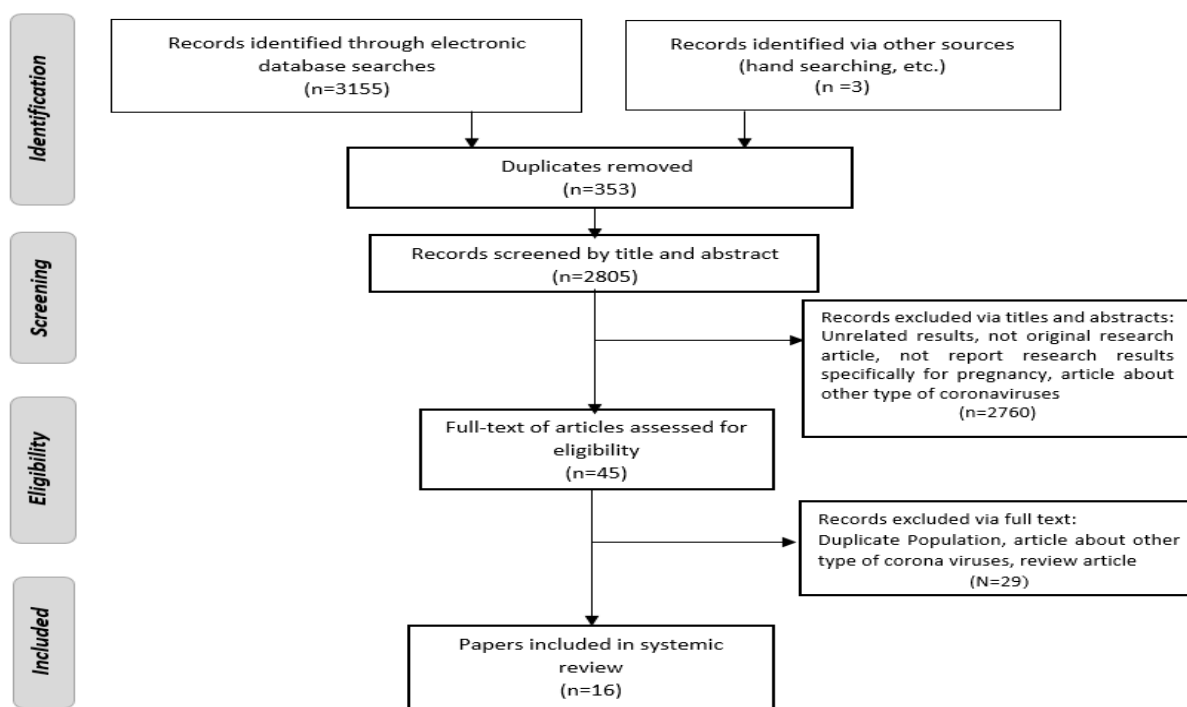 Identification
Records identified through electronic
database searches
(n=3155)
Records identified via other sources
(hand searching, etc.)
(n =3)
Duplicates removed
(n=353)
Screening
Records screened by title and abstract
(n=2805)
Records excluded via titles and abstracts:
Unrelated results, not original research
article, not report research results
specifically for pregnancy, article about
other type of coronaviruses
(n=2760)
Eligibility
Full-text of articles assessed for
eligibility
(n=45)
Records excluded via full text:
Duplicate Population, article about other
type of corona viruses, review article
(N=29)
Included
Papers included in systemic
review
(n=16)